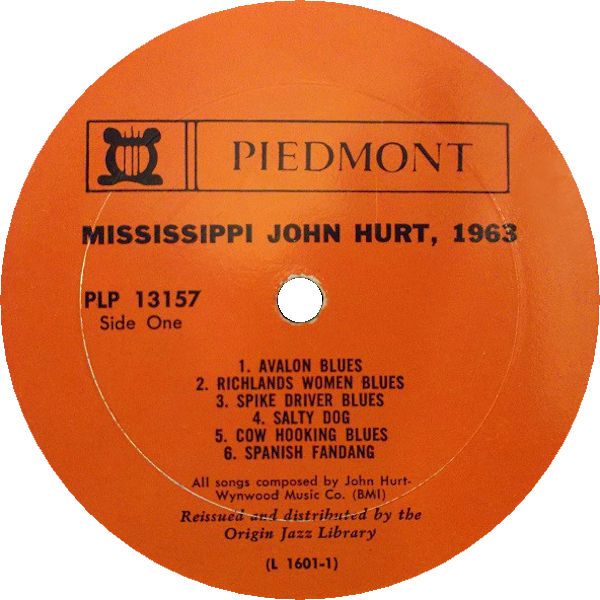 PIEDMONT
MISSISSIPPI JOHN HURT, 1963
PLP 13157
Side One
1. AVALON BLUES
2. RICHLANDS WOMEN BLUES
3. SPIKE DRIVER BLUES
4. SALTY DOG
5. COW HOOKING BLUES
6. SPANISH FANDANG
All songs composed by John Hurt-
Wynwood Music Co. (BMI)
Reissued and distributed by the
Origin Jazz Library
(L 1601-1)